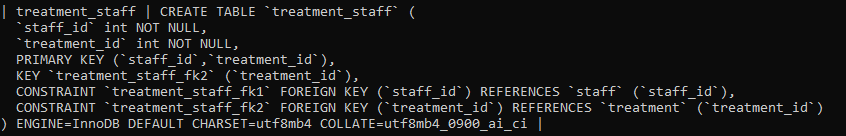 | treatment_staff | CREATE TABLE `treatment_staff` (
  `staff_id` int NOT NULL,
  `treatment_id` int NOT NULL,
  PRIMARY KEY (`staff_id`,`treatment_id`),
  KEY `treatment_staff_fk2` (`treatment_id`),
  CONSTRAINT `treatment_staff_fk1` FOREIGN KEY (`staff_id`) REFERENCES `staff` (`staff_id`),
  CONSTRAINT `treatment_staff_fk2` FOREIGN KEY (`treatment_id`) REFERENCES `treatment` (`treatment_id`)
) ENGINE=InnoDB DEFAULT CHARSET=utf8mb4 COLLATE=utf8mb4_0900_ai_ci |